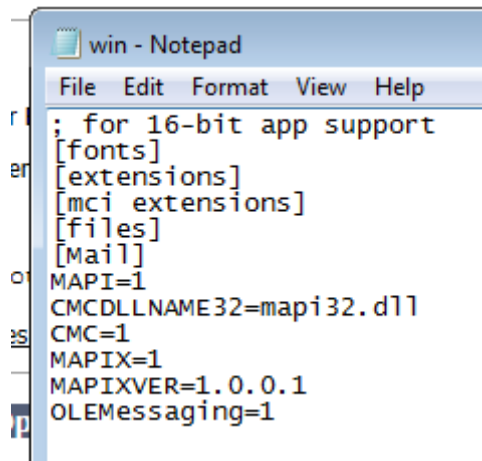 win - Notepad
File Edit Format View Help
; for 16-bit app support
[fonts]
[extensions]
[mci extensions]
[files]
[Mail]
MAPI=1
CMCDLLNAME32=mapi32.dll
CMC=1
MAPIX=1
MAPIXVER=1.0.0.1
OLEMessaging=1